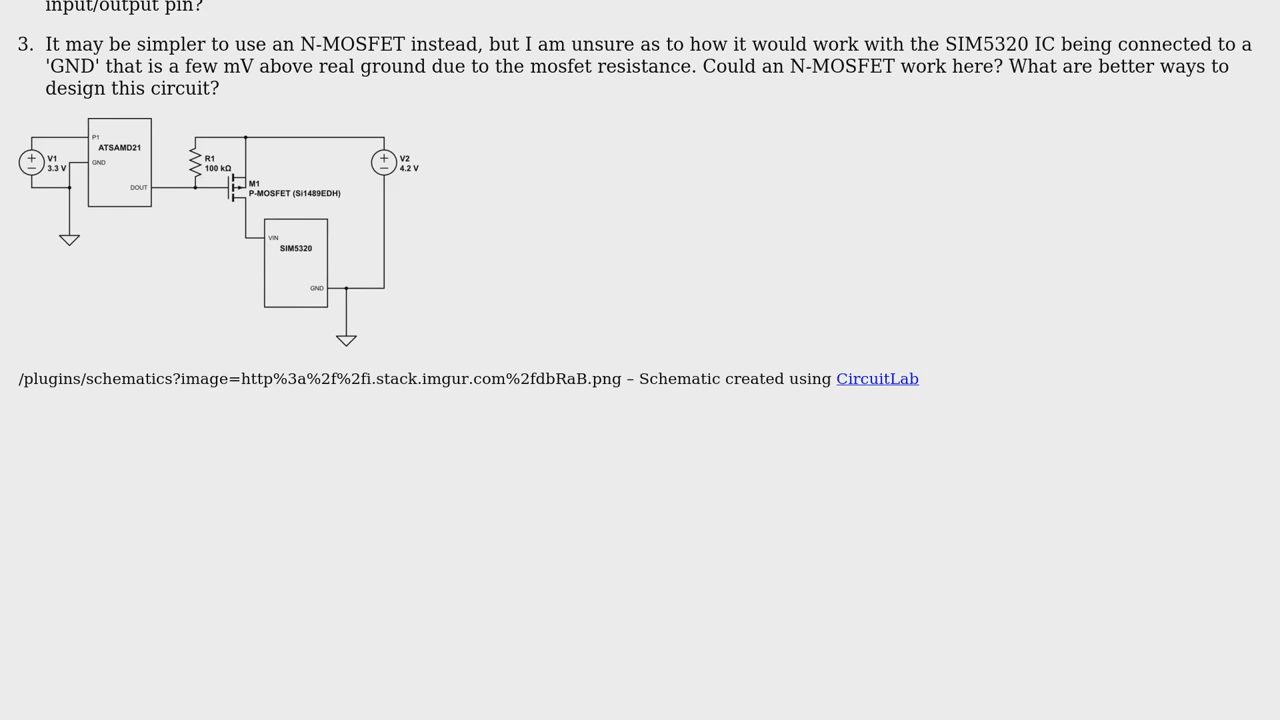 input/output pin?
3. It may be simpler to use an N-MOSFET instead, but I am unsure as to how it would work with the SIM5320 IC being connected to a
'GND' that is a few mV above real ground due to the mosfet resistance. Could an N-MOSFET work here? What are better ways to
design this circuit?
P1
ATSAMD21
GND
DOUT
V1
3.3 V
R1
100 kΩ
M1
P-MOSFET (Si1489EDH)
V2
4.2 V
VIN
SIM5320
GND
/plugins/schematics?image=http%3a%2f%2fi.stack.imgur.com%2fdbRaB.png – Schematic created using CircuitLab